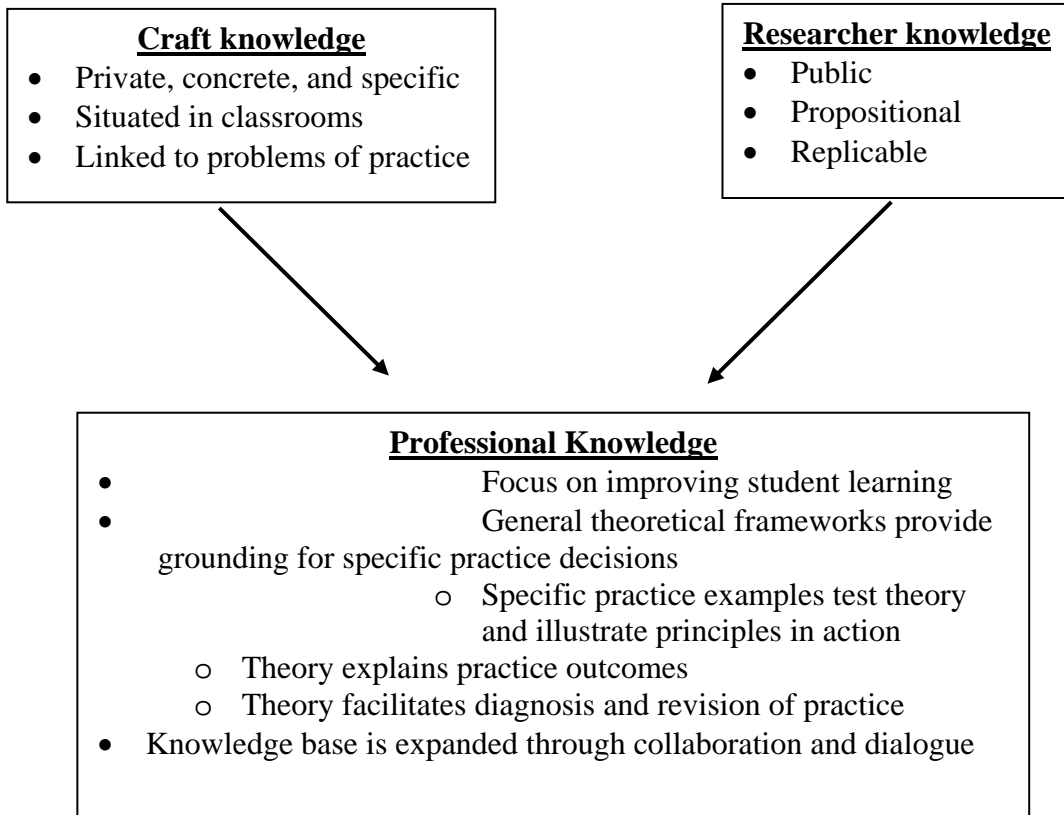 Craft knowledge
• Private, concrete, and specific
• Situated in classrooms
• Linked to problems of practice
Researcher knowledge
• Public
• Propositional
• Replicable
Professional Knowledge
• Focus on improving student learning
• General theoretical frameworks provide
grounding for specific practice decisions
o Specific practice examples test theory
and illustrate principles in action
o Theory explains practice outcomes
o Theory facilitates diagnosis and revision of practice
• Knowledge base is expanded through collaboration and dialogue